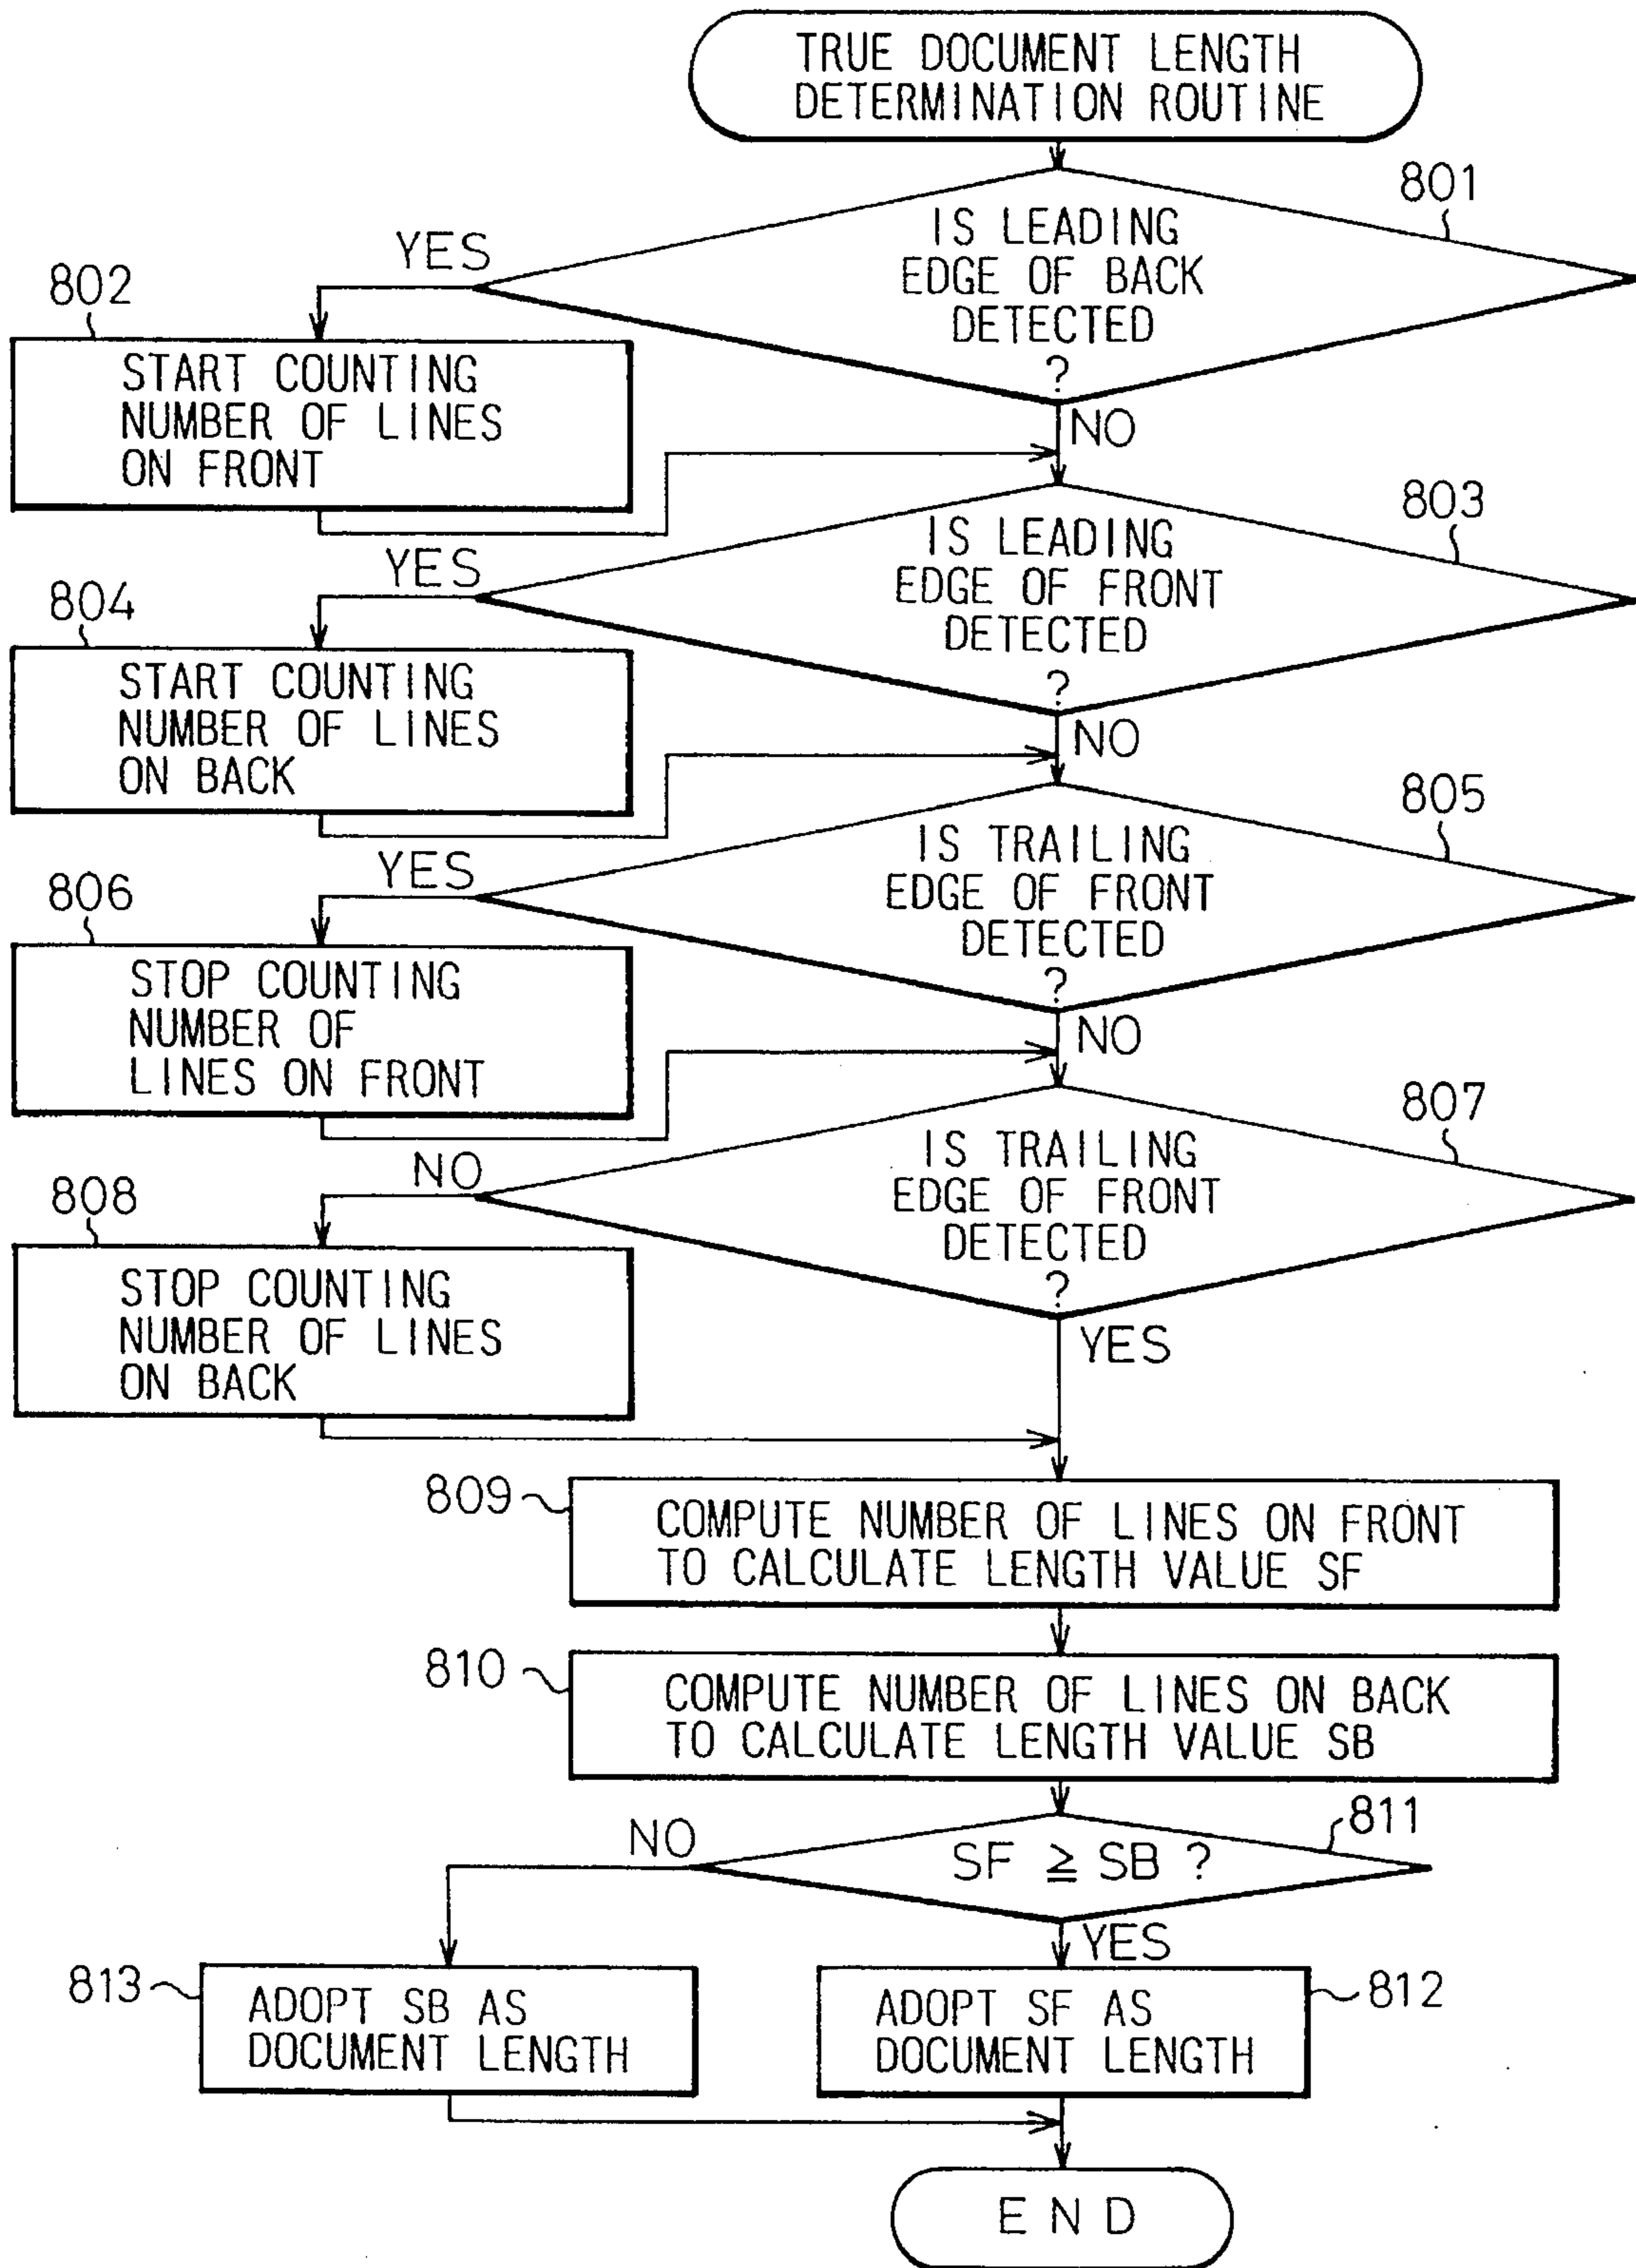 TRUE DOCUMENT LENGTH
DETERMINATION ROUTINE
801
IS LEADING
EDGE OF BACK
DETECTED
?
YES
NO
802
START COUNTING
NUMBER OF LINES
ON FRONT
803
IS LEADING
EDGE OF FRONT
DETECTED
?
YES
NO
804
START COUNTING
NUMBER OF LINES
ON BACK
805
IS TRAILING
EDGE OF FRONT
DETECTED
?
YES
NO
806
STOP COUNTING
NUMBER OF
LINES ON FRONT
807
IS TRAILING
EDGE OF FRONT
DETECTED
?
NO
YES
808
STOP COUNTING
NUMBER OF LINES
ON BACK
809
COMPUTE NUMBER OF LINES ON FRONT
TO CALCULATE LENGTH VALUE SF
810
COMPUTE NUMBER OF LINES ON BACK
TO CALCULATE LENGTH VALUE SB
811
SF ≧ SB ?
NO
YES
813
ADOPT SB AS
DOCUMENT LENGTH
812
ADOPT SF AS
DOCUMENT LENGTH
END